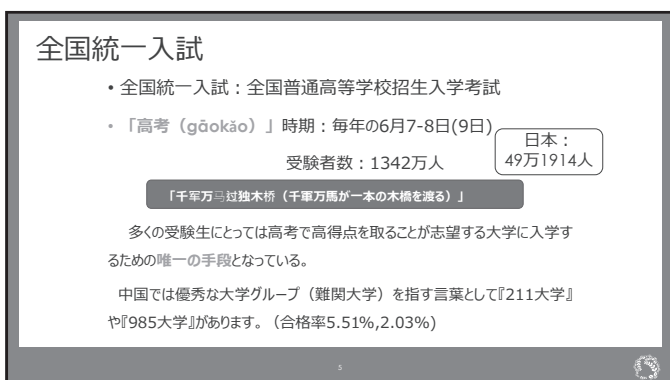 全国統一入試
• 全国統一入試：全国普通高等学校招生入学考試
• 「高考（gāokǎo）」時期：毎年の6月7-8日(9日)
日本：
49万1914人
受験者数：1342万人
「千军万马过独木桥（千軍万馬が一本の木橋を渡る）」
多くの受験生にとっては高考で高得点を取ることが志望する大学に入学す
るための唯一の手段となっている。
中国では優秀な大学グループ（難関大学）を指す言葉として『211大学』
や『985大学』があります。（合格率5.51%,2.03%)
5